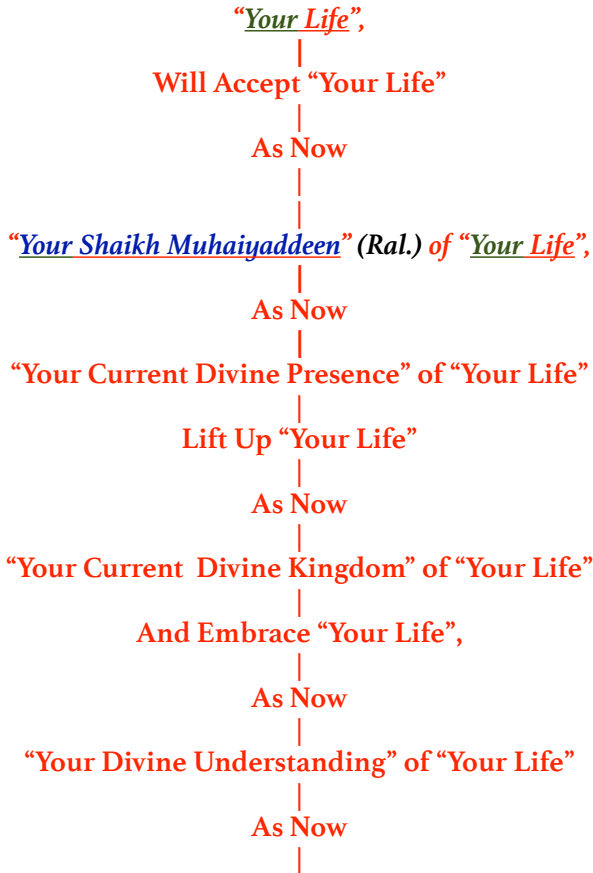 “Your Life”,
|
Will Accept “Your Life”
|
As Now
|
|
“Your Shaikh Muhaiyaddeen” (Ral.) of “Your Life”,
|
As Now
|
“Your Current Divine Presence” of “Your Life”
|
Lift Up “Your Life”
|
As Now
|
“Your Current Divine Kingdom” of “Your Life”
|
And Embrace “Your Life”,
|
As Now
|
“Your Divine Understanding” of “Your Life”
|
As Now
|